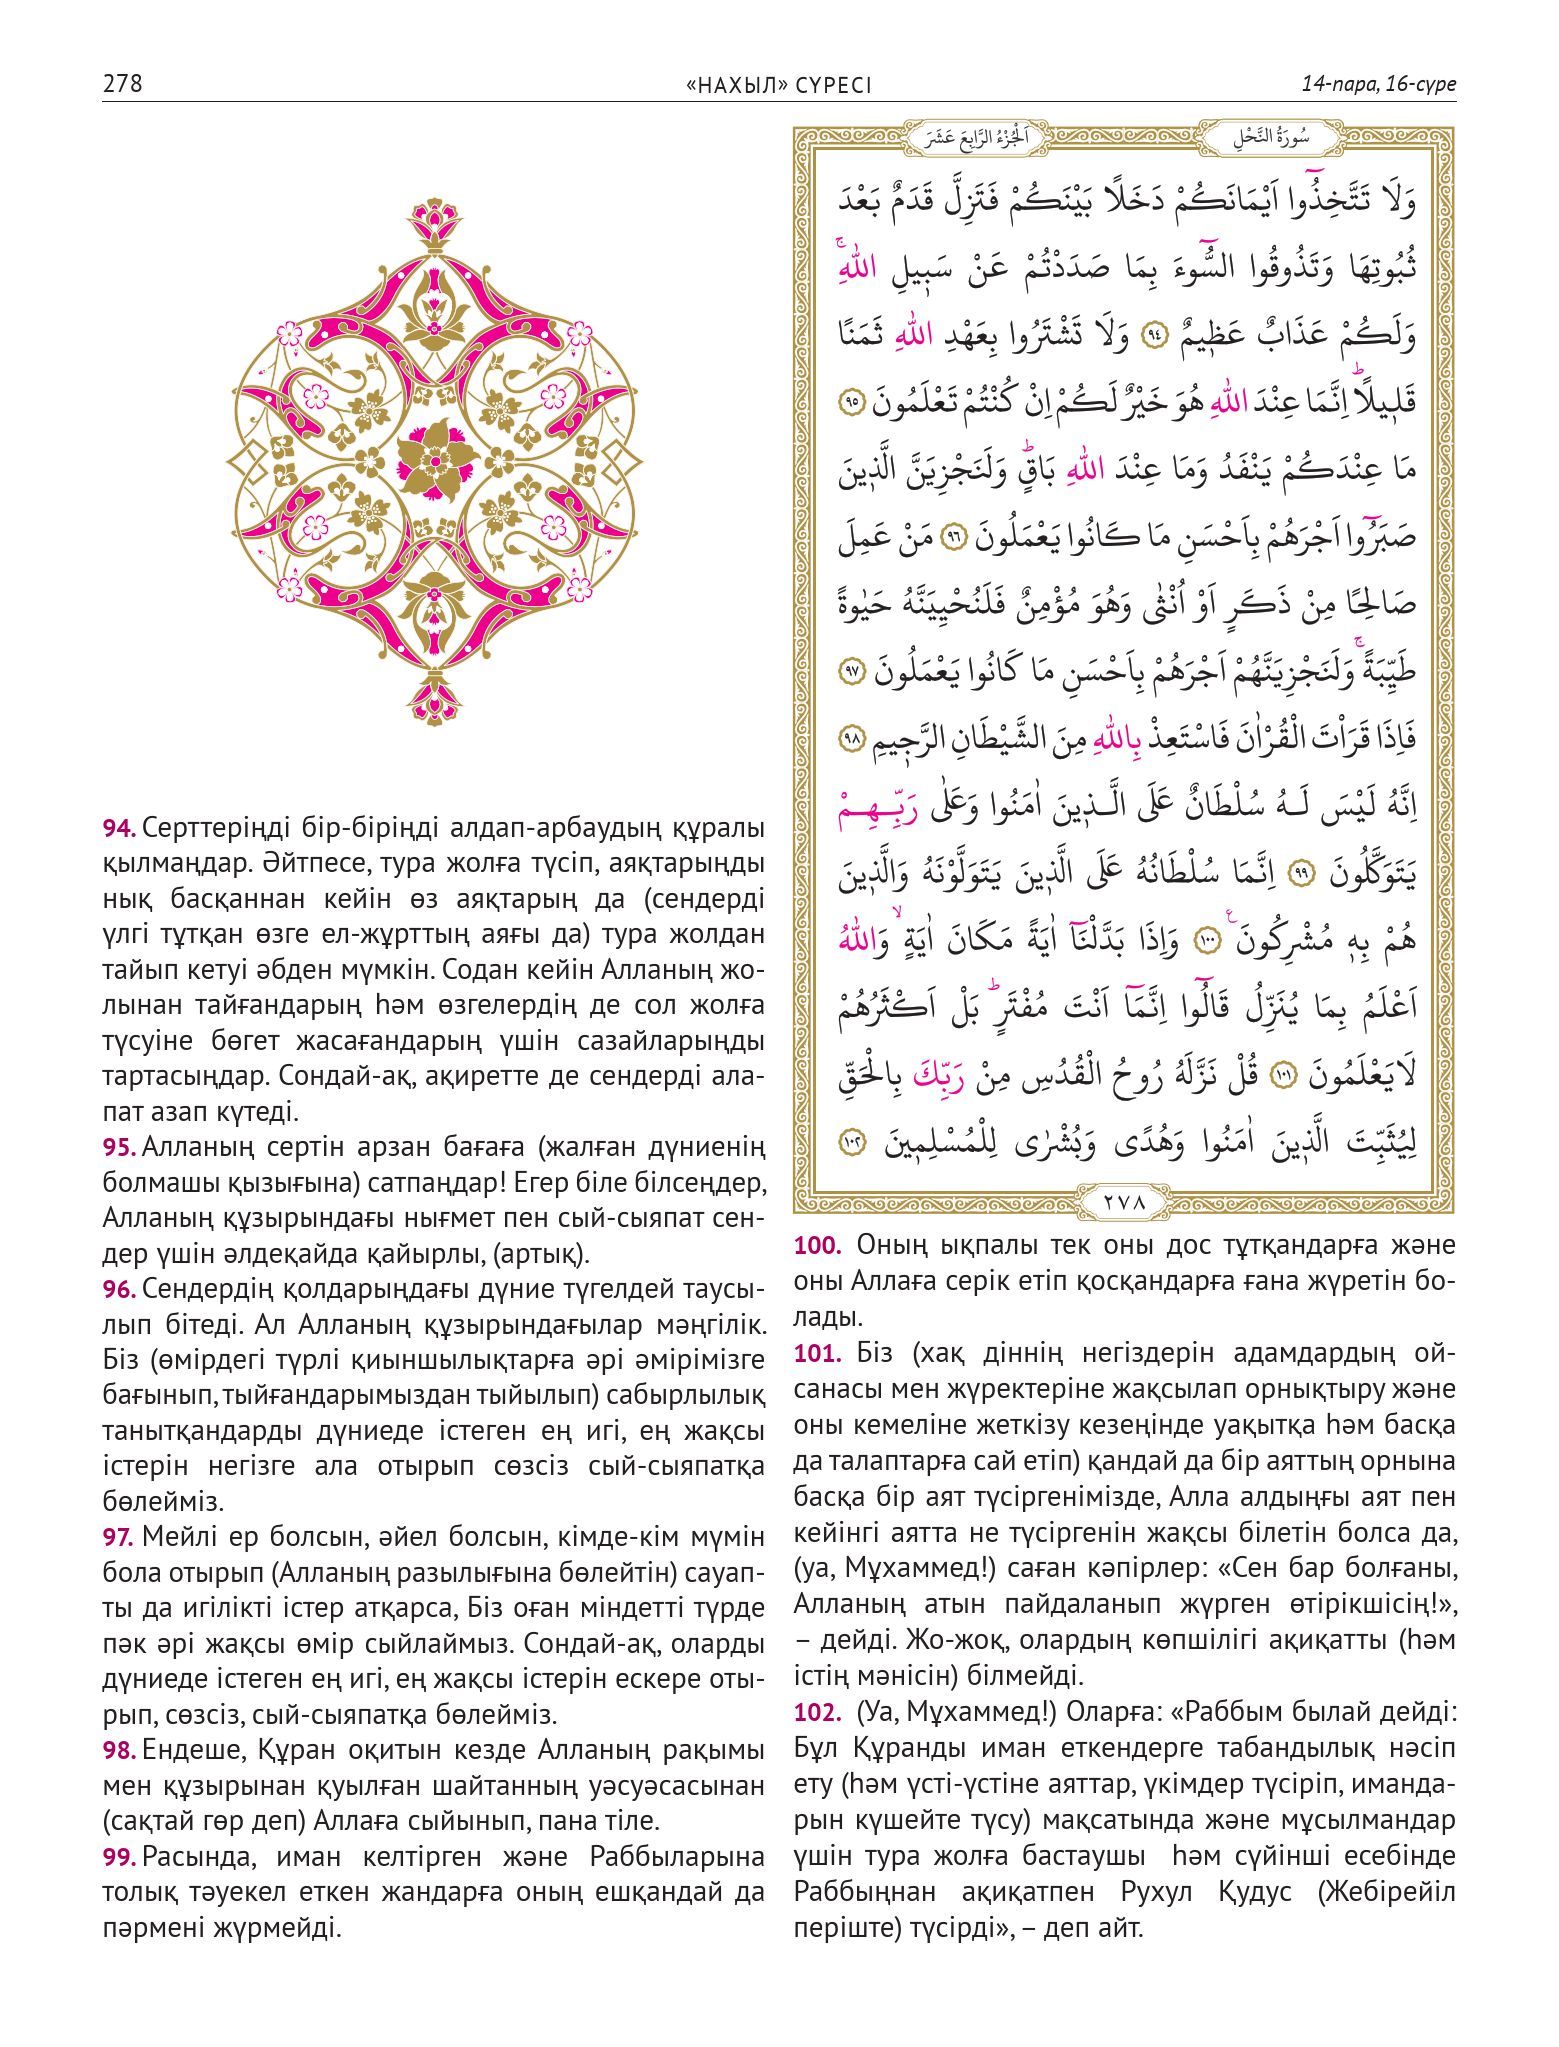 278
«НАХЫЛ» СҮРЕСІ
14-пара, 16-сүре
اَلْجُزْءُ الرَّابِعَ عَشَرَ
سُورَةُ النَّحْلِ
وَلَا تَتَّخِذُٓوا اَيْمَانَكُمْ دَخَلًا بَيْنَكُمْ فَتَزِلَّ قَدَمٌ بَعْدَ
ثُبُوتِهَا وَتَذُوقُوا السُّٓوءَ بِمَا صَدَدْتُمْ عَنْ سَب۪يلِ اللّٰهِۚ
وَلَكُمْ عَذَابٌ عَظ۪يمٌ ﴿٩٤﴾ وَلَا تَشْتَرُوا بِعَهْدِ اللّٰهِ ثَمَنًا
قَل۪يلًاۜ اِنَّمَا عِنْدَ اللّٰهِ هُوَ خَيْرٌ لَكُمْ اِنْ كُنْتُمْ تَعْلَمُونَ ﴿٩٥﴾
مَا عِنْدَكُمْ يَنْفَدُ وَمَا عِنْدَ اللّٰهِ بَاقٍۜ وَلَنَجْزِيَنَّ الَّذ۪ينَ
صَبَرُٓوا اَجْرَهُمْ بِاَحْسَنِ مَا كَانُوا يَعْمَلُونَ ﴿٩٦﴾ مَنْ عَمِلَ
صَالِحًا مِنْ ذَكَرٍ اَوْ اُنْثٰى وَهُوَ مُؤْمِنٌ فَلَنُحْيِيَنَّهُ حَيٰوةً
طَيِّبَةًۚ وَلَنَجْزِيَنَّهُمْ اَجْرَهُمْ بِاَحْسَنِ مَا كَانُوا يَعْمَلُونَ ﴿٩٧﴾
فَاِذَا قَرَاْتَ الْقُرْاٰنَ فَاسْتَعِذْ بِاللّٰهِ مِنَ الشَّيْطَانِ الرَّج۪يمِ ﴿٩٨﴾
اِنَّهُ لَيْسَ لَهُ سُلْطَانٌ عَلَى الَّذ۪ينَ اٰمَنُوا وَعَلٰى رَبِّهِمْ
يَتَوَكَّلُونَ ﴿٩٩﴾ اِنَّمَا سُلْطَانُهُ عَلَى الَّذ۪ينَ يَتَوَلَّوْنَهُ وَالَّذ۪ينَ
هُمْ بِه۪ مُشْرِكُونَ۟ ﴿١٠٠﴾ وَاِذَا بَدَّلْنَٓا اٰيَةً مَكَانَ اٰيَةٍۙ وَاللّٰهُ
اَعْلَمُ بِمَا يُنَزِّلُ قَالُٓوا اِنَّمَٓا اَنْتَ مُفْتَرٍۜ بَلْ اَكْثَرُهُمْ
لَا يَعْلَمُونَ ﴿١٠١﴾ قُلْ نَزَّلَهُ رُوحُ الْقُدُسِ مِنْ رَبِّكَ بِالْحَقِّ
لِيُثَبِّتَ الَّذ۪ينَ اٰمَنُوا وَهُدًى وَبُشْرٰى لِلْمُسْلِم۪ينَ ﴿١٠٢﴾
٢٧٨
94. Серттеріңді бір-біріңді алдап-арбаудың құралы
қылмаңдар. Әйтпесе, тура жолға түсіп, аяқтарыңды
нық басқаннан кейін өз аяқтарың да (сендерді
үлгі тұтқан өзге ел-жұрттың аяғы да) тура жолдан
тайып кетуі әбден мүмкін. Содан кейін Алланың жо-
лынан тайғандарың һәм өзгелердің де сол жолға
түсуіне бөгет жасағандарың үшін сазайларыңды
тартасыңдар. Сондай-ақ, ақиретте де сендерді ала-
пат азап күтеді.
95. Алланың сертін арзан бағаға (жалған дүниенің
болмашы қызығына) сатпаңдар! Егер біле білсеңдер,
Алланың құзырындағы нығмет пен сый-сыяпат сен-
дер үшін әлдеқайда қайырлы, (артық).
96. Сендердің қолдарыңдағы дүние түгелдей таусы-
лып бітеді. Ал Алланың құзырындағылар мәңгілік.
Біз (өмірдегі түрлі қиыншылықтарға әрі әмірімізге
бағынып, тыйғандарымыздан тыйылып) сабырлылық
танытқандарды дүниеде істеген ең игі, ең жақсы
істерін негізге ала отырып сөзсіз сый-сыяпатқа
бөлейміз.
97. Мейлі ер болсын, әйел болсын, кімде-кім мүмін
бола отырып (Алланың разылығына бөлейтін) сауап-
ты да игілікті істер атқарса, Біз оған міндетті түрде
пәк әрі жақсы өмір сыйлаймыз. Сондай-ақ, оларды
дүниеде істеген ең игі, ең жақсы істерін ескере оты-
рып, сөзсіз, сый-сыяпатқа бөлейміз.
98. Ендеше, Құран оқитын кезде Алланың рақымы
мен құзырынан қуылған шайтанның уәсуәсасынан
(сақтай гөр деп) Аллаға сыйынып, пана тіле.
99. Расында, иман келтірген және Раббыларына
толық тәуекел еткен жандарға оның ешқандай да
пәрмені жүрмейді.
100. Оның ықпалы тек оны дос тұтқандарға және
оны Аллаға серік етіп қосқандарға ғана жүретін бо-
лады.
101. Біз (хақ діннің негіздерін адамдардың ой-
санасы мен жүректеріне жақсылап орнықтыру және
оны кемеліне жеткізу кезеңінде уақытқа һәм басқа
да талаптарға сай етіп) қандай да бір аяттың орнына
басқа бір аят түсіргенімізде, Алла алдыңғы аят пен
кейінгі аятта не түсіргенін жақсы білетін болса да,
(уа, Мұхаммед!) саған кәпірлер: «Сен бар болғаны,
Алланың атын пайдаланып жүрген өтірікшісің!»,
– дейді. Жо-жоқ, олардың көпшілігі ақиқатты (һәм
істің мәнісін) білмейді.
102. (Уа, Мұхаммед!) Оларға: «Раббым былай дейді:
Бұл Құранды иман еткендерге табандылық нәсіп
ету (һәм үсті-үстіне аяттар, үкімдер түсіріп, иманда-
рын күшейте түсу) мақсатында және мұсылмандар
үшін тура жолға бастаушы һәм сүйінші есебінде
Раббыңнан ақиқатпен Рухул Қудус (Жебірейіл
періште) түсірді», – деп айт.